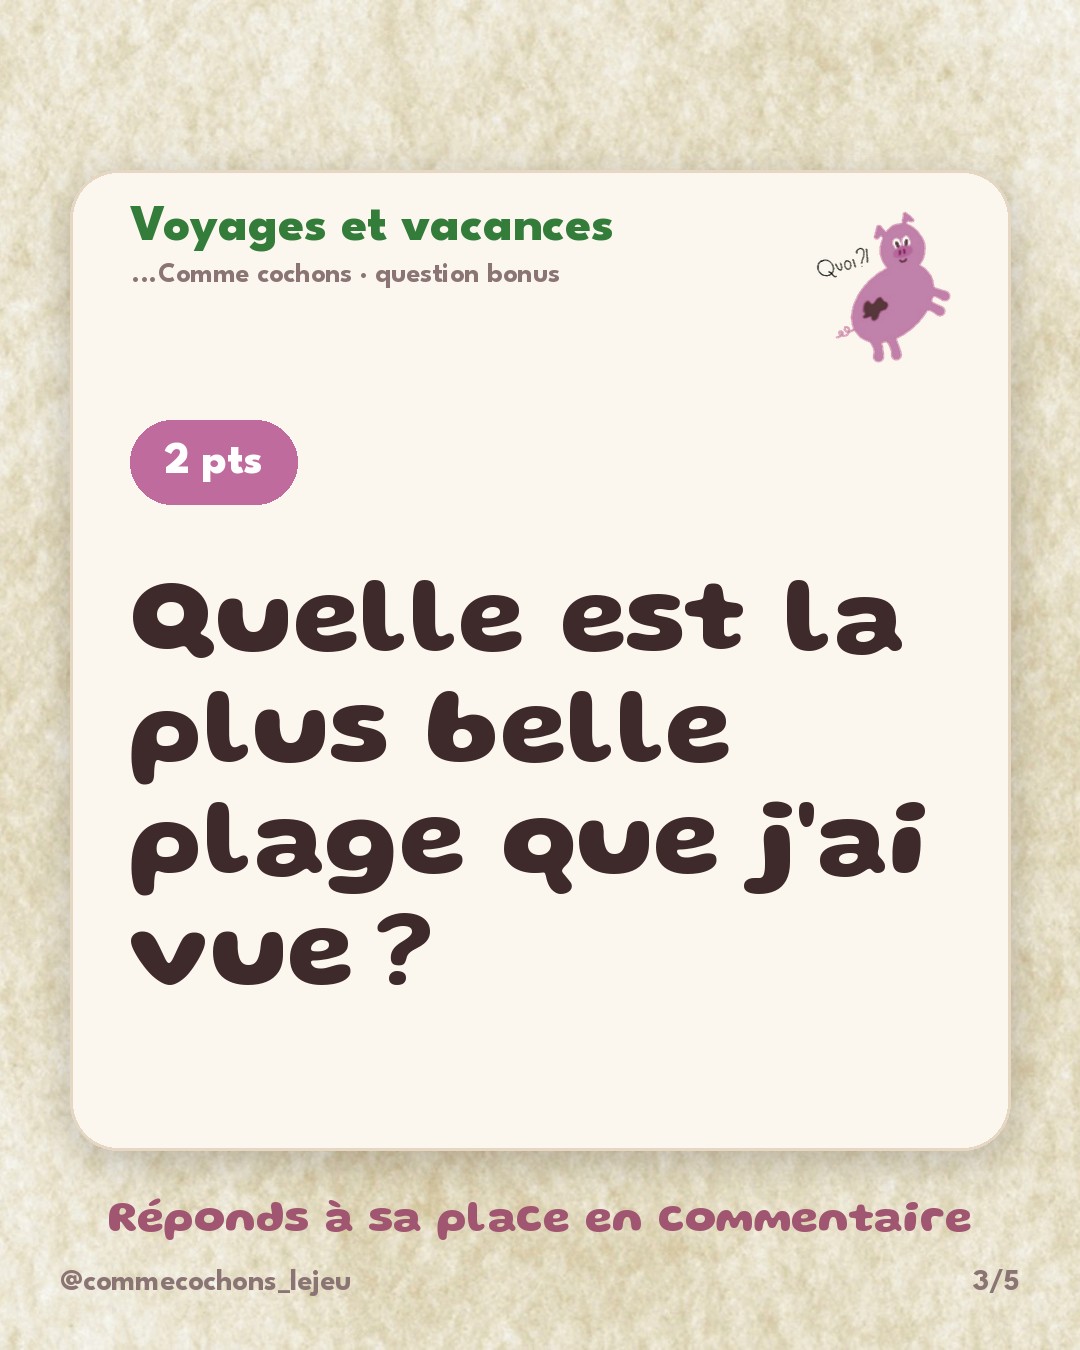 Voyages et vacances
...Comme cochons · question bonus
Quoi?!
2 pts
Quelle est la
plus belle
plage que j'ai
vue ?
Réponds à sa place en commentaire
@commecochons_lejeu
3/5